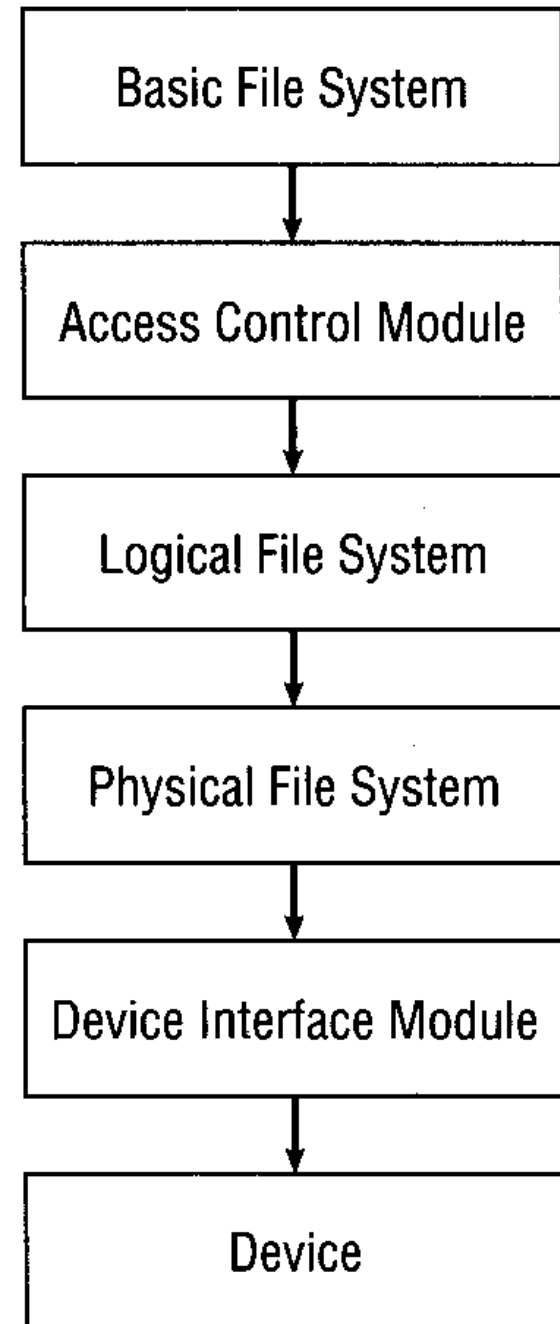 Basic File System
Access Control Module
Logical File System
Physical File System
Device Interface Module
Device